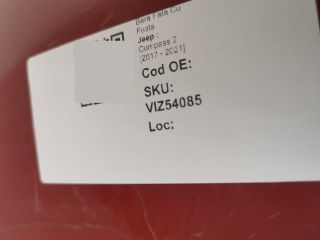 Bara Fata Cu
Fusta
Jeep :
Compass 2
[2017 - 2021]
Cod OE:
SKU:
VIZ54085
Loc: